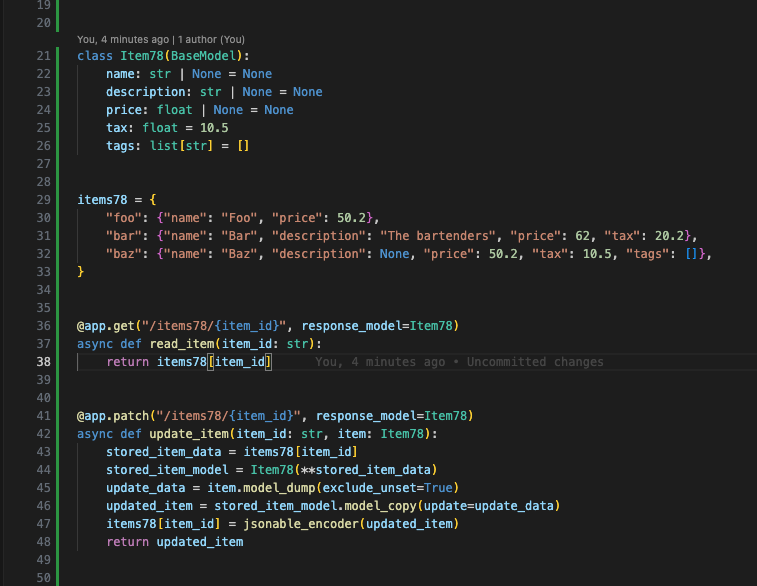 19
20
You, 4 minutes ago | 1 author (You)
21 class Item78(BaseModel):
22     name: str | None = None
23     description: str | None = None
24     price: float | None = None
25     tax: float = 10.5
26     tags: list[str] = []
27
28
29 items78 = {
30     "foo": {"name": "Foo", "price": 50.2},
31     "bar": {"name": "Bar", "description": "The bartenders", "price": 62, "tax": 20.2},
32     "baz": {"name": "Baz", "description": None, "price": 50.2, "tax": 10.5, "tags": []},
33 }
34
35
36 @app.get("/items78/{item_id}", response_model=Item78)
37 async def read_item(item_id: str):
38     return items78[item_id]     You, 4 minutes ago • Uncommitted changes
39
40
41 @app.patch("/items78/{item_id}", response_model=Item78)
42 async def update_item(item_id: str, item: Item78):
43     stored_item_data = items78[item_id]
44     stored_item_model = Item78(**stored_item_data)
45     update_data = item.model_dump(exclude_unset=True)
46     updated_item = stored_item_model.model_copy(update=update_data)
47     items78[item_id] = jsonable_encoder(updated_item)
48     return updated_item
49
50